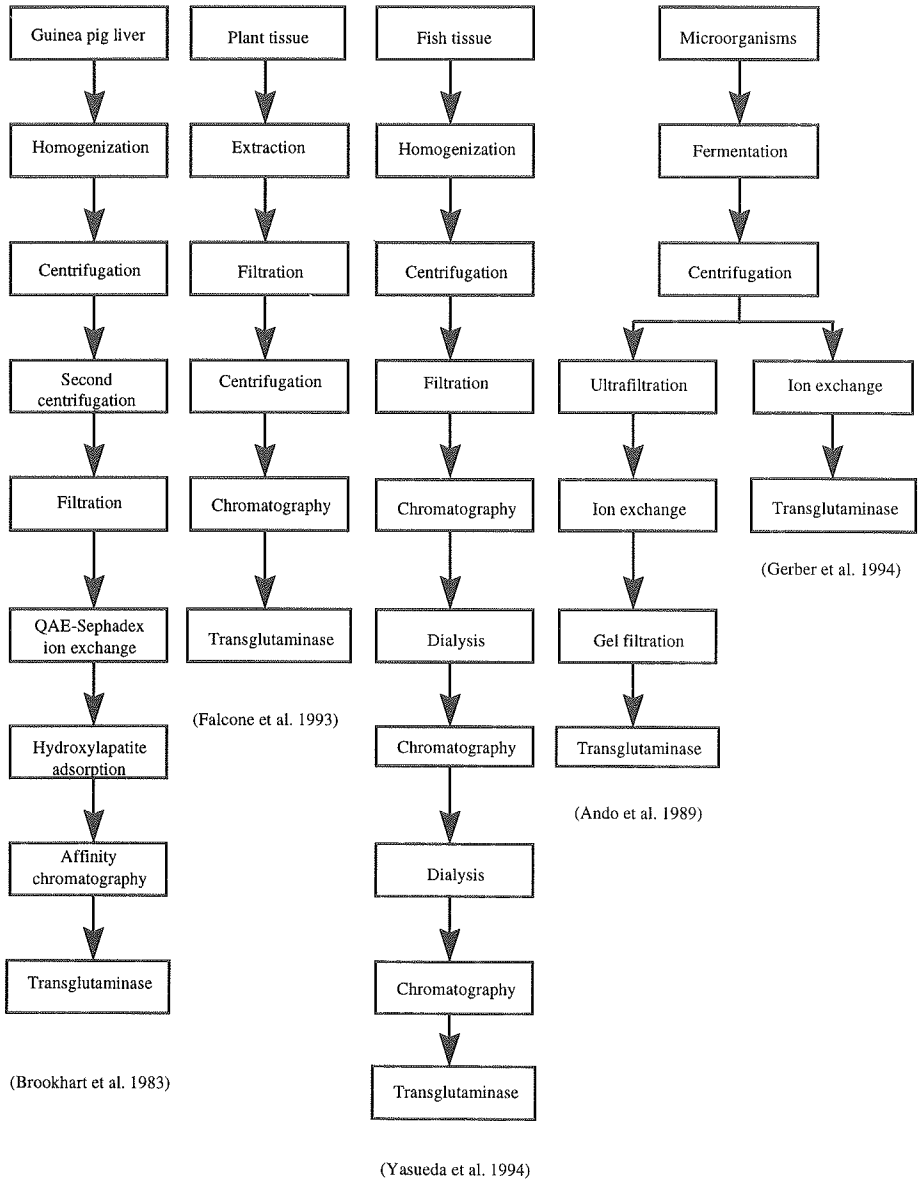 Guinea pig liver
Homogenization
Centrifugation
Second
centrifugation
Filtration
QAE-Sephadex
ion exchange
Hydroxylapatite
adsorption
Affinity
chromatography
Transglutaminase
(Brookhart et al. 1983)
Plant tissue
Extraction
Filtration
Centrifugation
Chromatography
Transglutaminase
(Falcone et al. 1993)
Fish tissue
Homogenization
Centrifugation
Filtration
Chromatography
Dialysis
Chromatography
Dialysis
Chromatography
Transglutaminase
(Yasueda et al. 1994)
Microorganisms
Fermentation
Centrifugation
Ultrafiltration
Ion exchange
Gel filtration
Transglutaminase
(Ando et al. 1989)
Ion exchange
Transglutaminase
(Gerber et al. 1994)